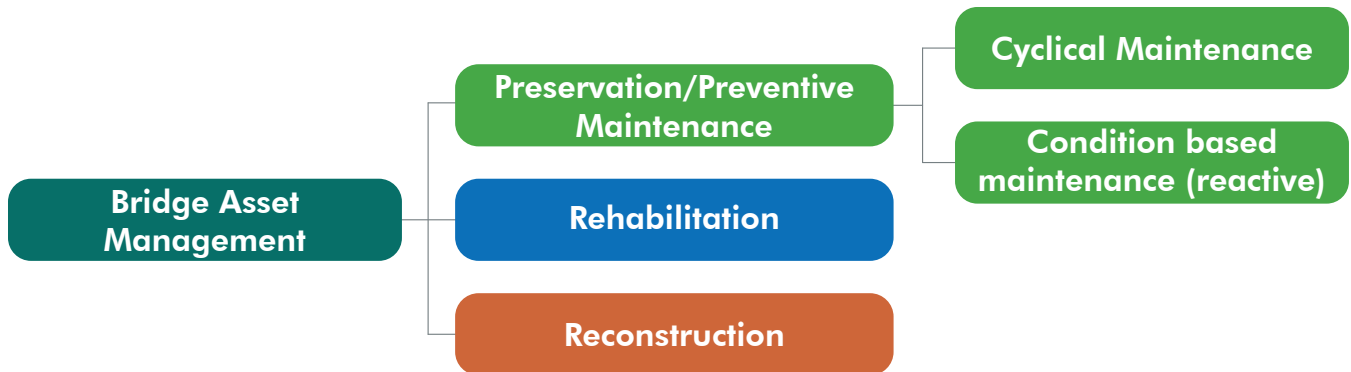 Bridge Asset
Management
Preservation/Preventive
Maintenance
Rehabilitation
Reconstruction
Cyclical Maintenance
Condition based
maintenance (reactive)